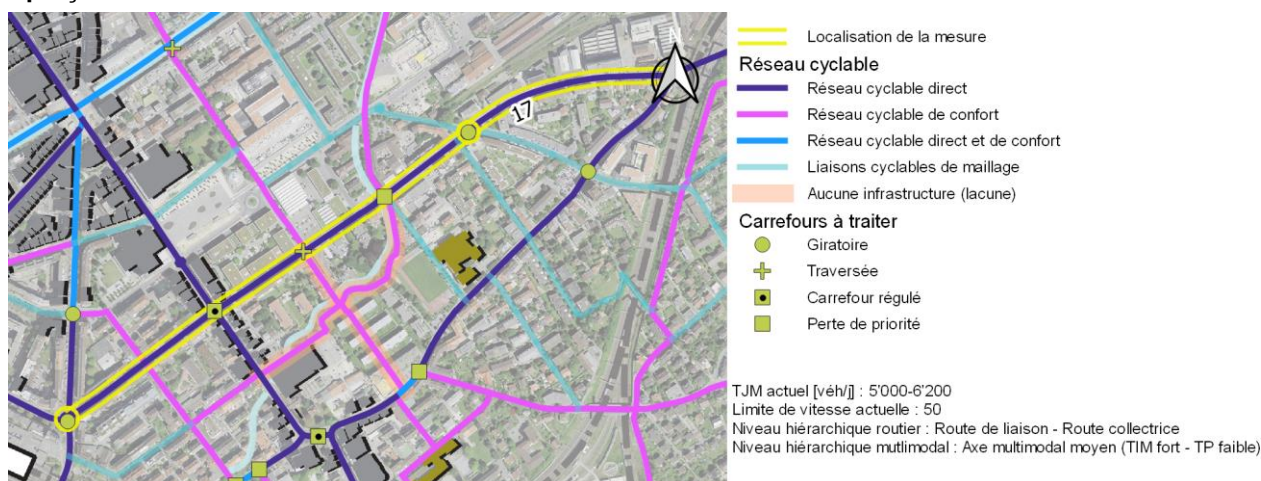 17
N
Localisation de la mesure
Réseau cyclable
Réseau cyclable direct
Réseau cyclable de confort
Réseau cyclable direct et de confort
Liaisons cyclables de maillage
Aucune infrastructure (lacune)
Carrefours à traiter
Giratoire
Traversée
Carrefour régulé
Perte de priorité
TJM actuel [véh/j] : 5'000-6'200
Limite de vitesse actuelle : 50
Niveau hiérarchique routier : Route de liaison - Route collectrice
Niveau hiérarchique mutlimodal : Axe multimodal moyen (TIM fort - TP faible)